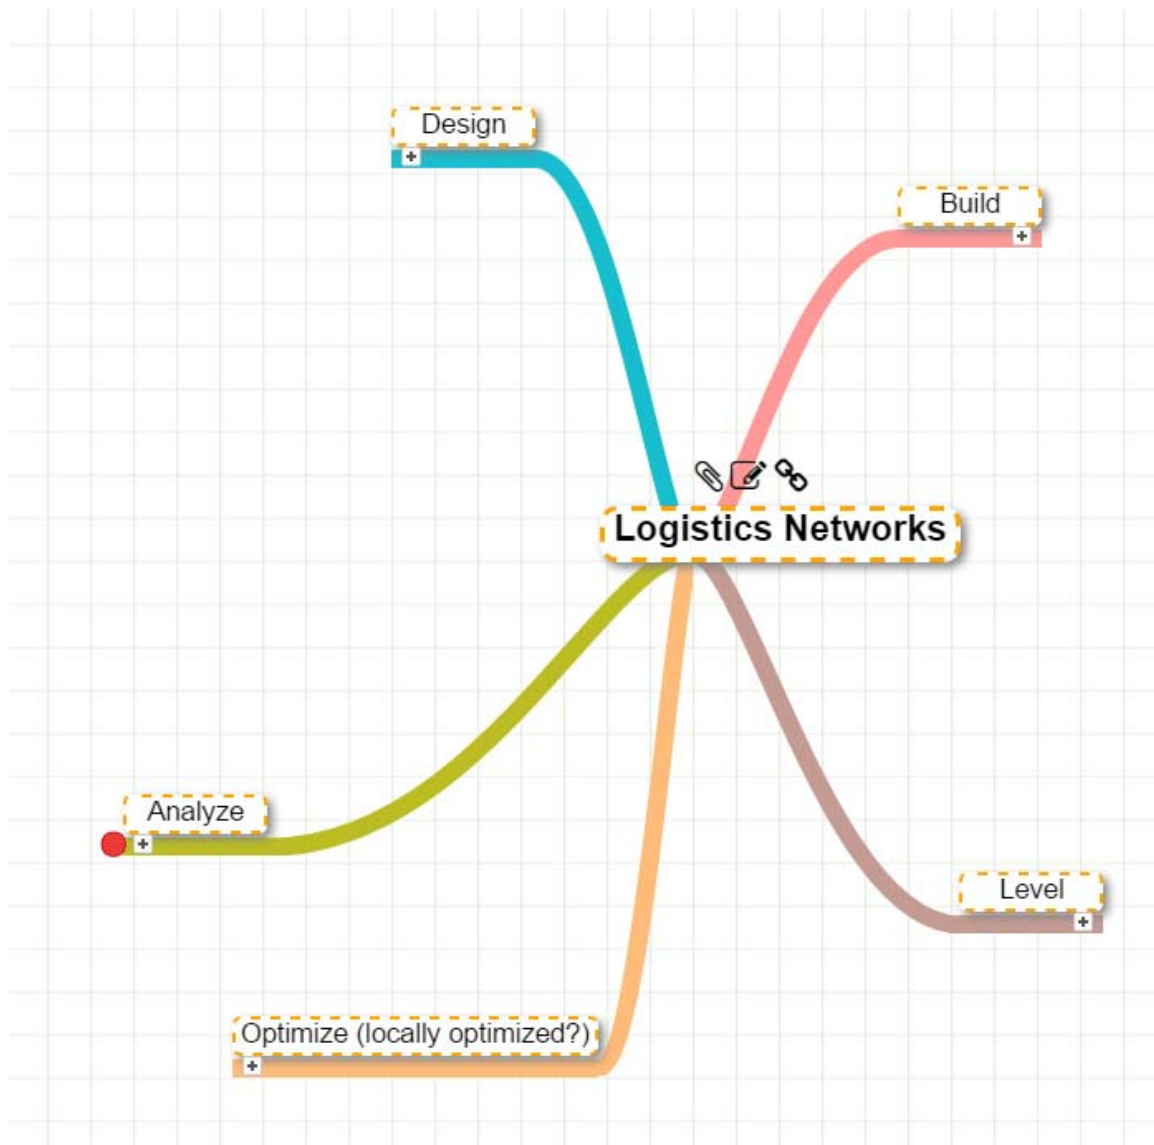 Design
Build
Logistics Networks
Analyze
Level
Optimize (locally optimized?)